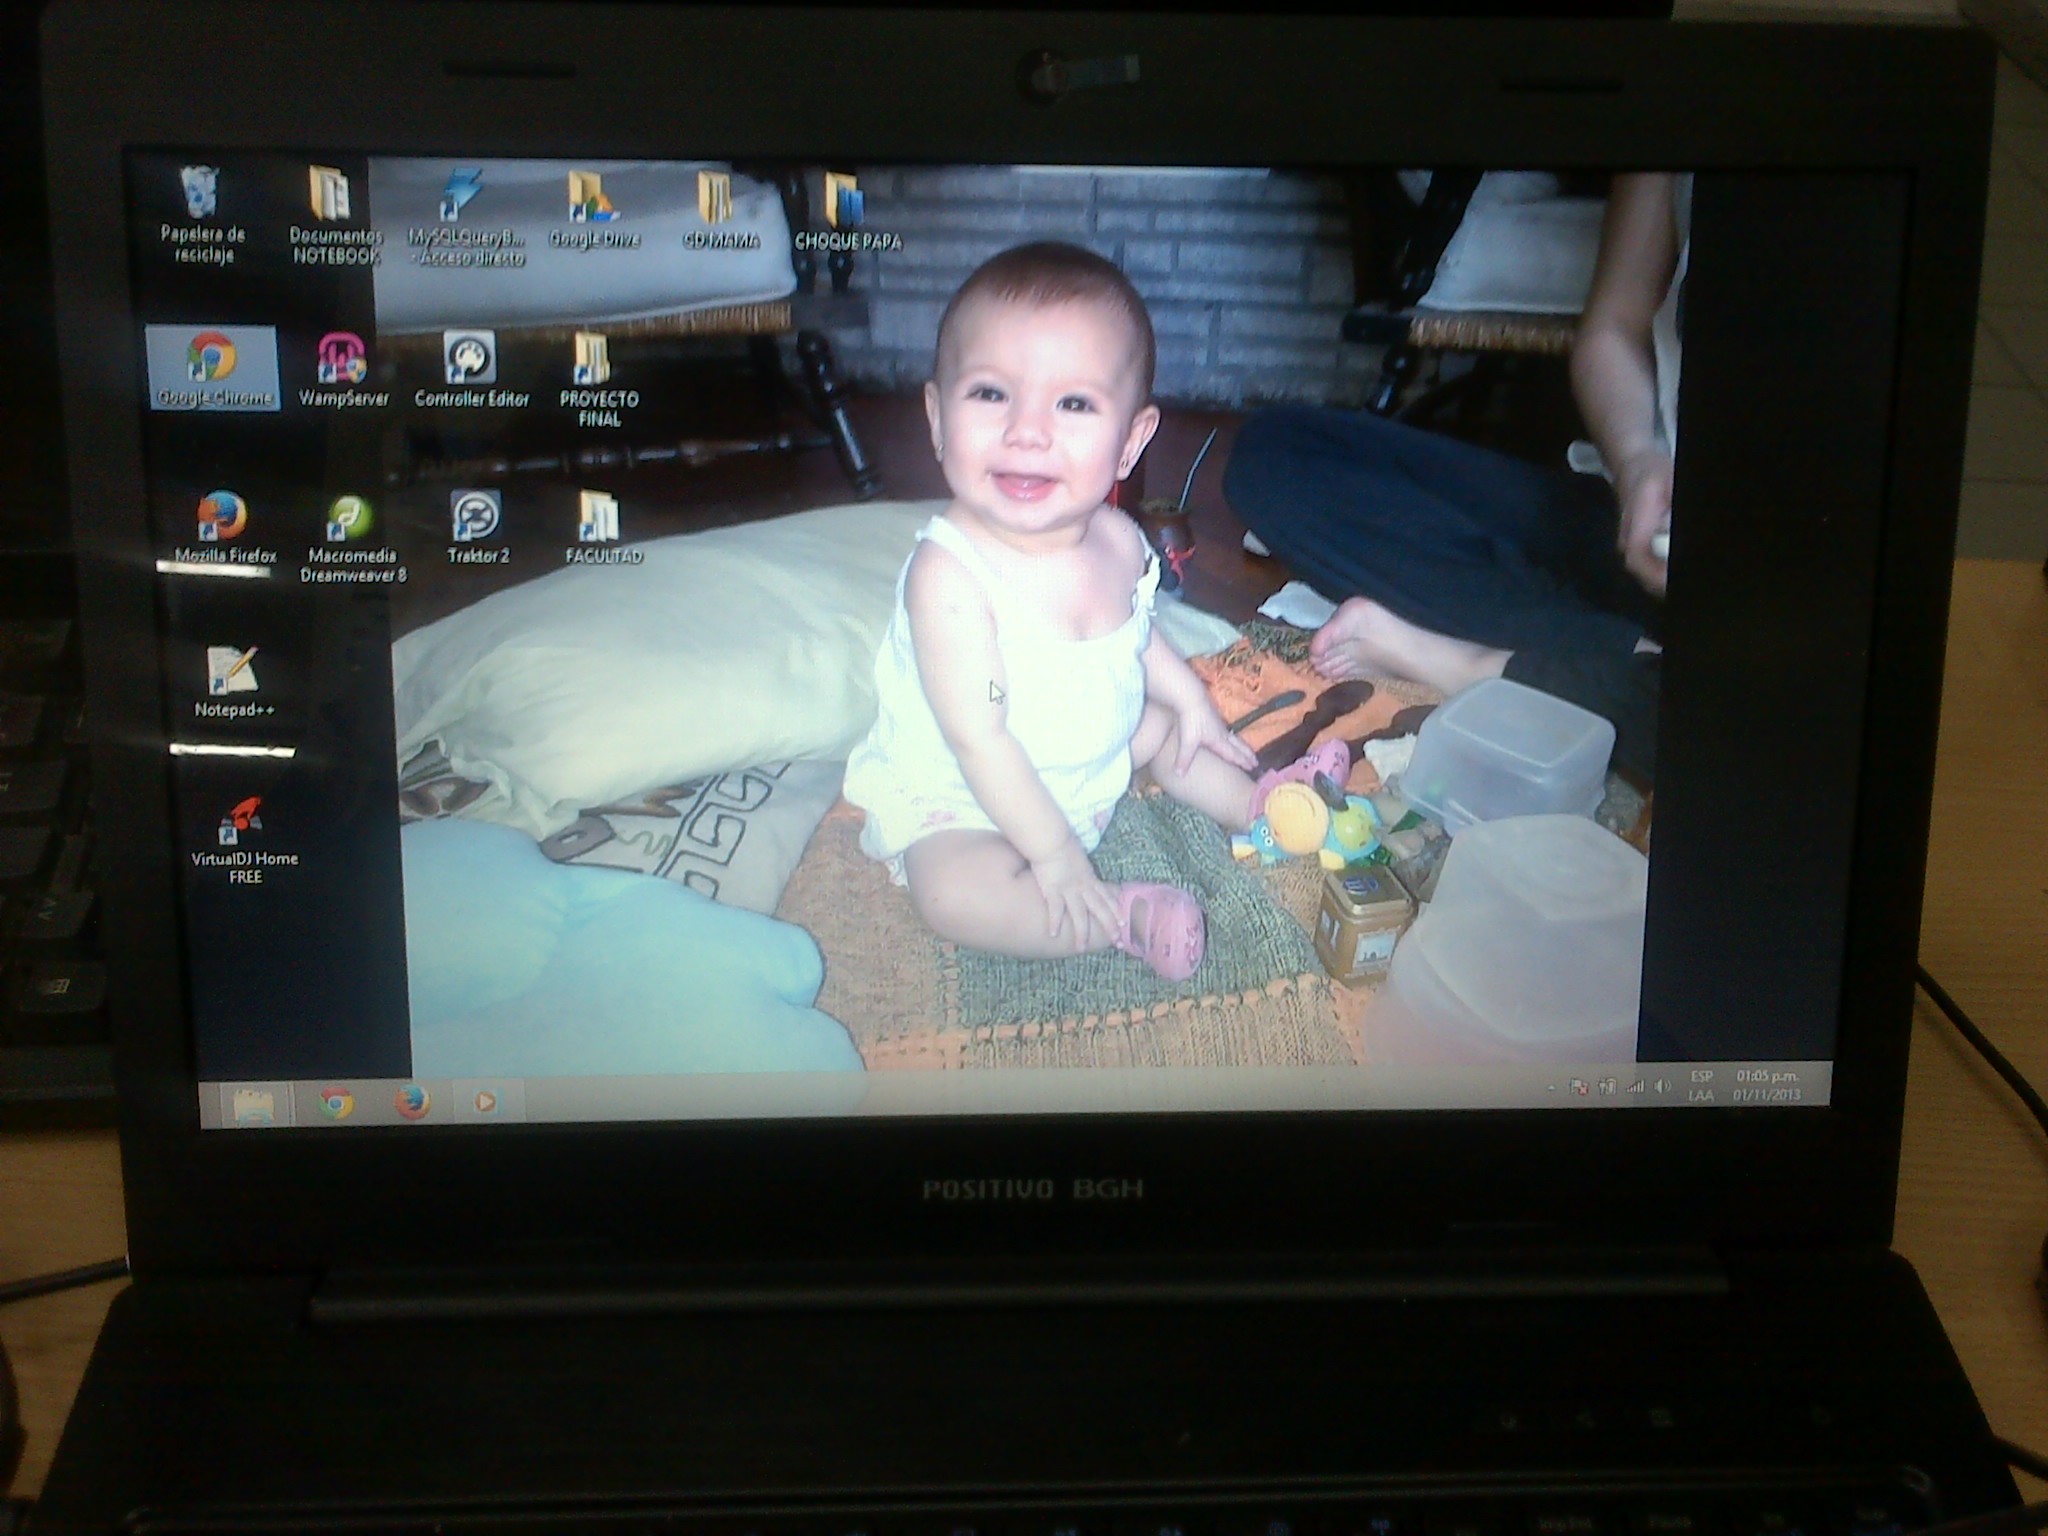 Papelera de
reciclaje
Documentos
NOTEBOOK
MySQLQueryB...
- Acceso directo
Google Drive
CD MAMA
CHOQUE PAPA
Google Chrome
WampServer
Controller Editor
PROYECTO
FINAL
Mozilla Firefox
Macromedia
Dreamweaver 8
Traktor 2
FACULTAD
Notepad++
VirtualDJ Home
FREE
ESP
LAA
01:05 p.m.
01/11/2013
POSITIVO BGH